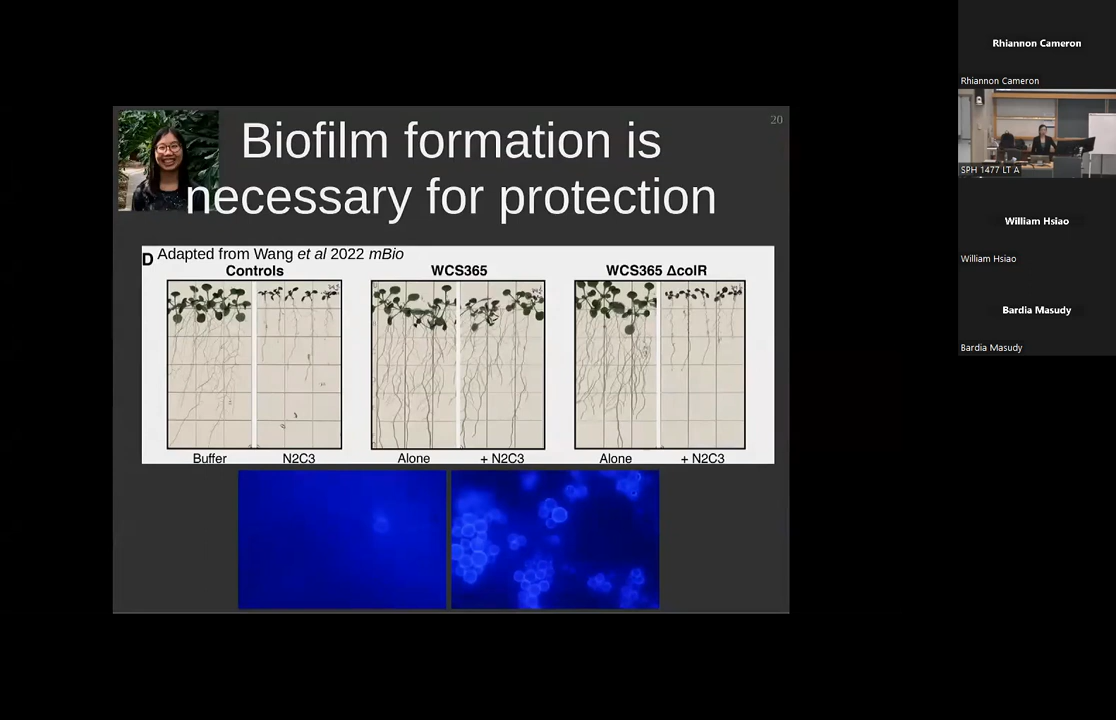 Biofilm formation is
necessary for protection
20
D Adapted from Wang et al 2022 mBio
Controls
WCS365
WCS365 ΔcolR
Buffer
N2C3
Alone
+ N2C3
Alone
+ N2C3
Rhiannon Cameron
Rhiannon Cameron
SPH 1477 LT A
William Hsiao
William Hsiao
Bardia Masudy
Bardia Masudy